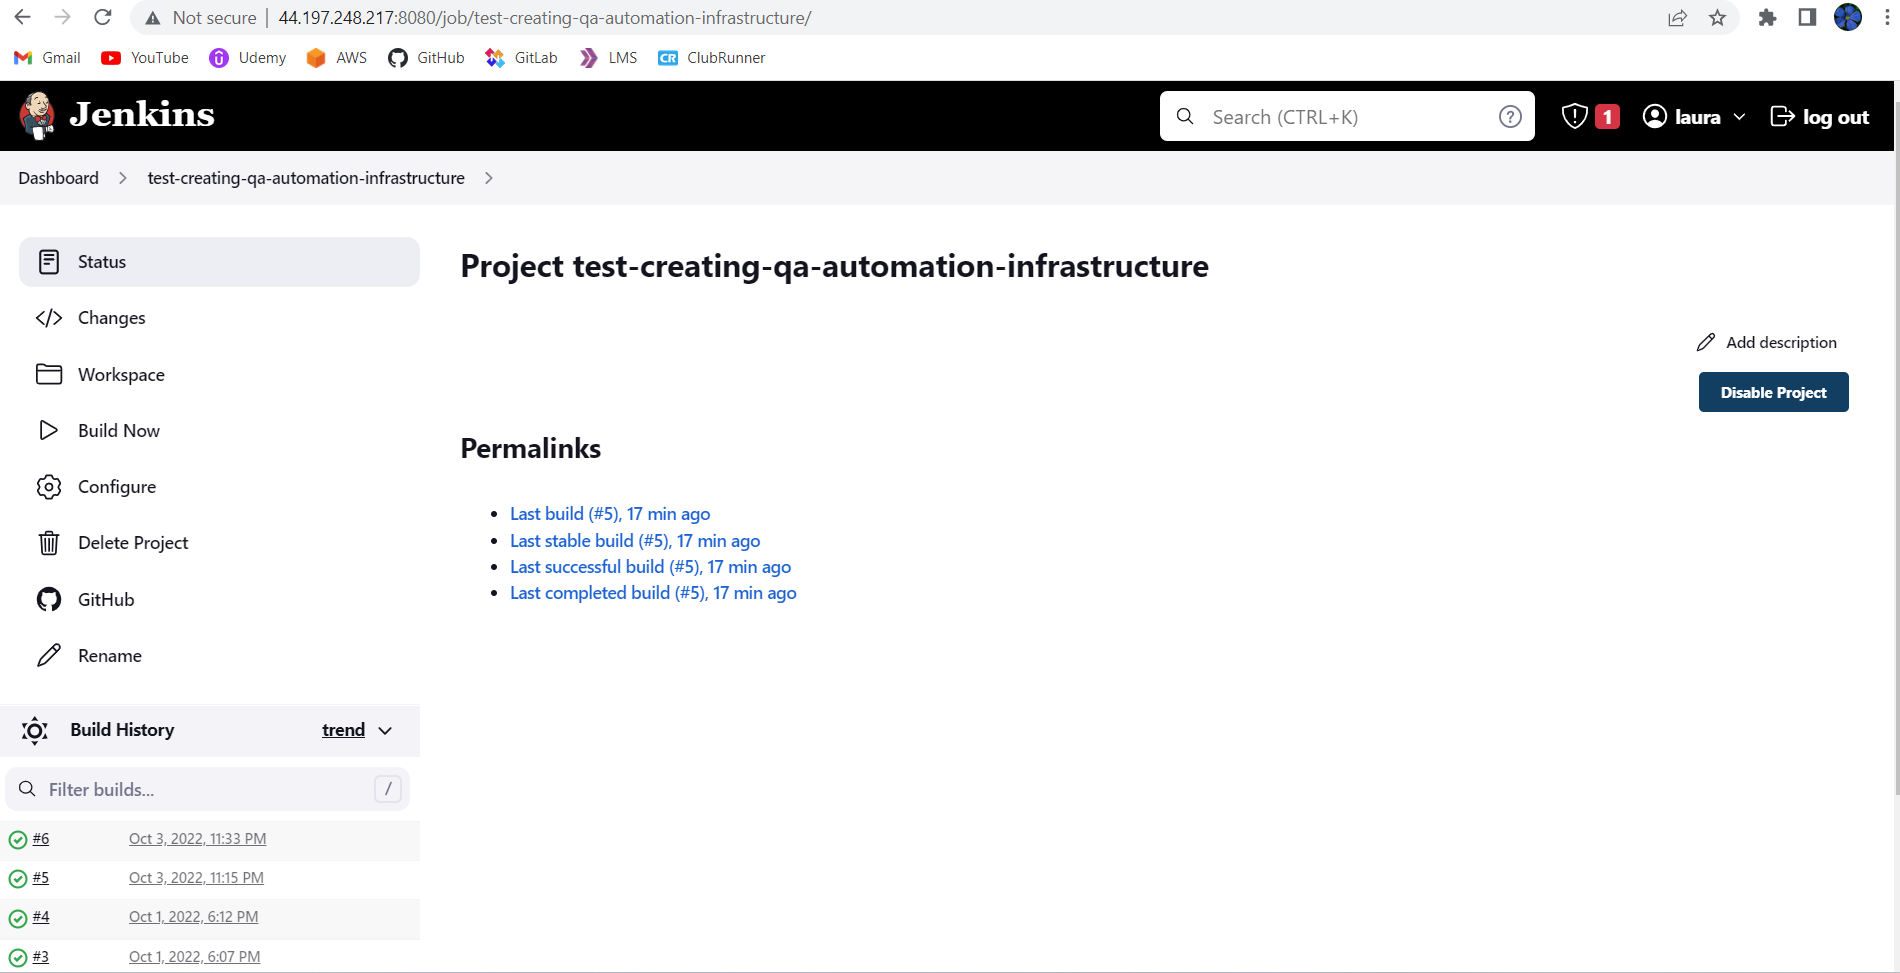 Not secure | 44.197.248.217:8080/job/test-creating-qa-automation-infrastructure/
Gmail YouTube Udemy AWS GitHub GitLab LMS CR ClubRunner
Jenkins Search (CTRL+K) ? ! 1 laura log out
Dashboard > test-creating-qa-automation-infrastructure >
Status
Project test-creating-qa-automation-infrastructure
Changes
Add description
Workspace
Disable Project
Build Now
Permalinks
Configure
Last build (#5), 17 min ago
Delete Project
Last stable build (#5), 17 min ago
Last successful build (#5), 17 min ago
Last completed build (#5), 17 min ago
GitHub
Rename
Build History trend
Filter builds... /
#6 Oct 3, 2022, 11:33 PM
#5 Oct 3, 2022, 11:15 PM
#4 Oct 1, 2022, 6:12 PM
#3 Oct 1, 2022, 6:07 PM